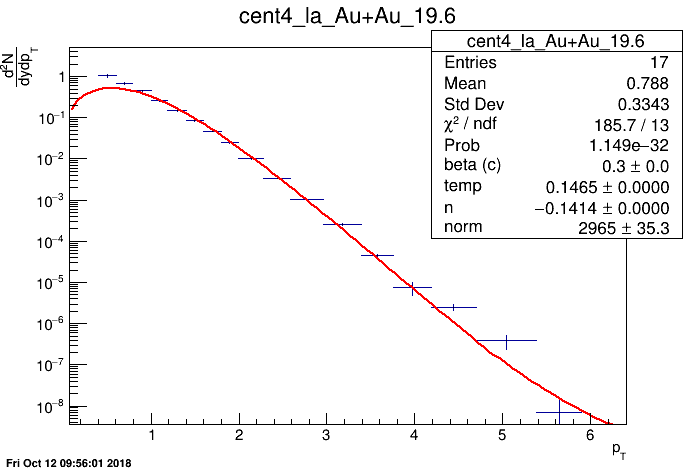 cent4_la_Au+Au_19.6
d²N
dydp_T
cent4_la_Au+Au_19.6
Entries 17
Mean 0.788
Std Dev 0.3343
χ² / ndf 185.7 / 13
Prob 1.149e−32
beta (c) 0.3 ± 0.0
temp 0.1465 ± 0.0000
n −0.1414 ± 0.0000
norm 2965 ± 35.3
1
10⁻¹
10⁻²
10⁻³
10⁻⁴
10⁻⁵
10⁻⁶
10⁻⁷
10⁻⁸
1 2 3 4 5 6
p_T
Fri Oct 12 09:56:01 2018